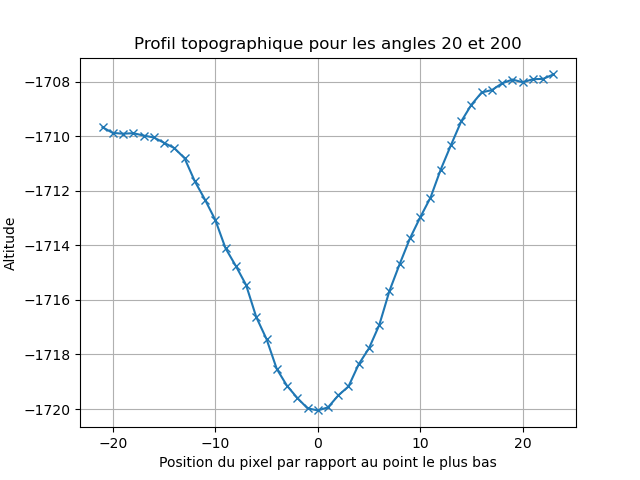 Profil topographique pour les angles 20 et 200
Altitude
−1708
−1710
−1712
−1714
−1716
−1718
−1720
−20 −10 0 10 20
Position du pixel par rapport au point le plus bas